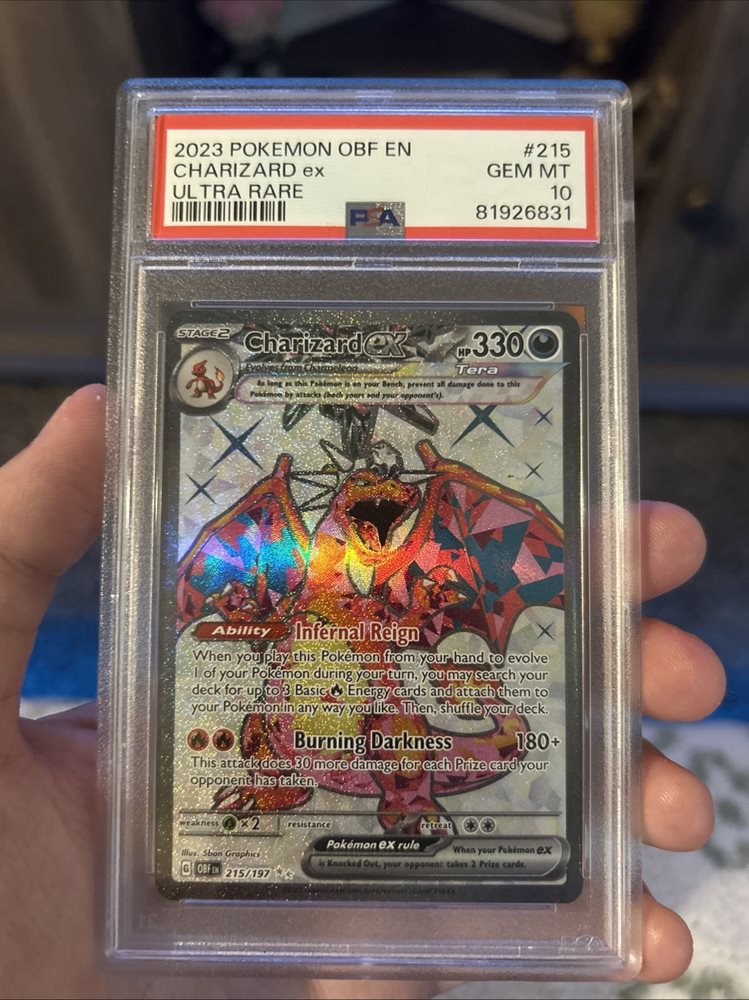 2023 POKEMON OBF EN #215
CHARIZARD ex GEM MT
ULTRA RARE 10
PSA 81926831
STAGE2 Charizard ex HP330
Evolves from Charmeleon Tera
As long as this Pokémon is on your Bench, prevent all damage done to this
Pokémon by attacks (both yours and your opponent's).
Ability Infernal Reign
When you play this Pokémon from your hand to evolve
1 of your Pokémon during your turn, you may search your
deck for up to 3 Basic Energy cards and attach them to
your Pokémon in any way you like. Then, shuffle your deck.
Burning Darkness 180+
This attack does 30 more damage for each Prize card your
opponent has taken.
weakness ×2 resistance retreat
Pokémon ex rule When your Pokémon ex
is Knocked Out, your opponent takes 2 Prize cards.
Illus. 5ban Graphics
G OBF EN 215/197